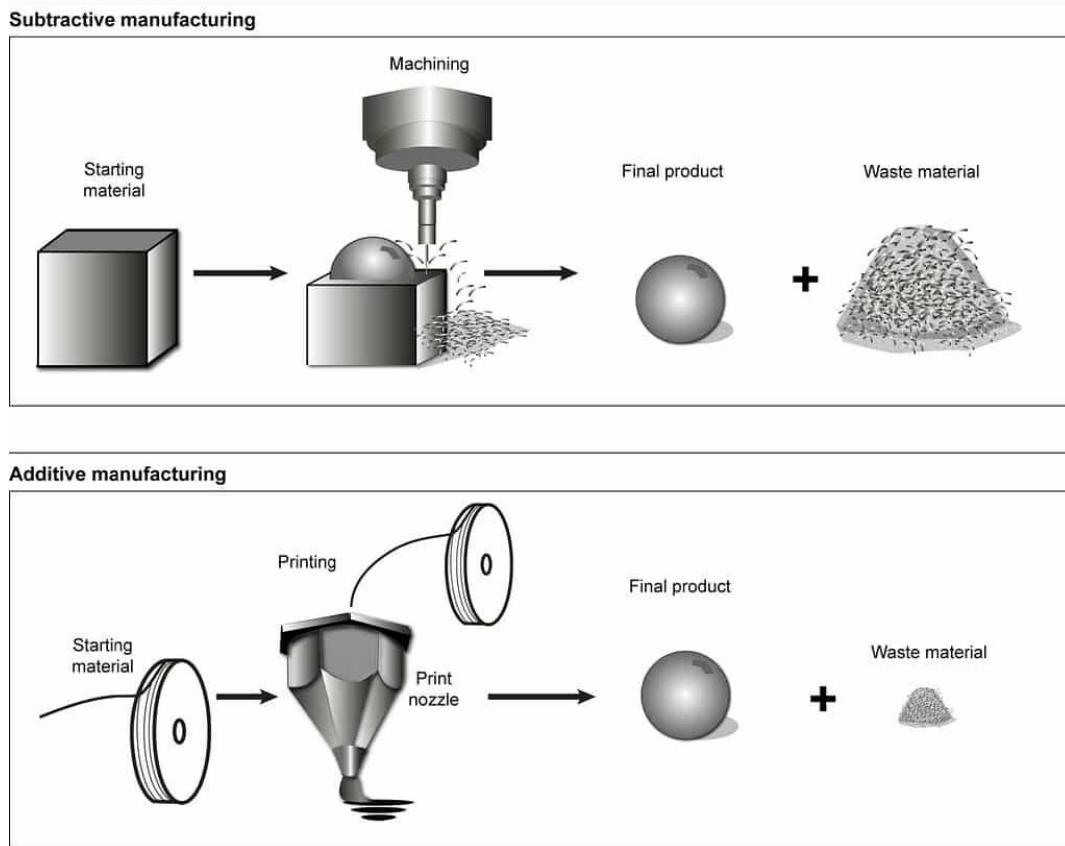 Subtractive manufacturing
Machining
Starting
material
Final product
Waste material
+
Additive manufacturing
Printing
Final product
Starting
material
Print
nozzle
Waste material
+